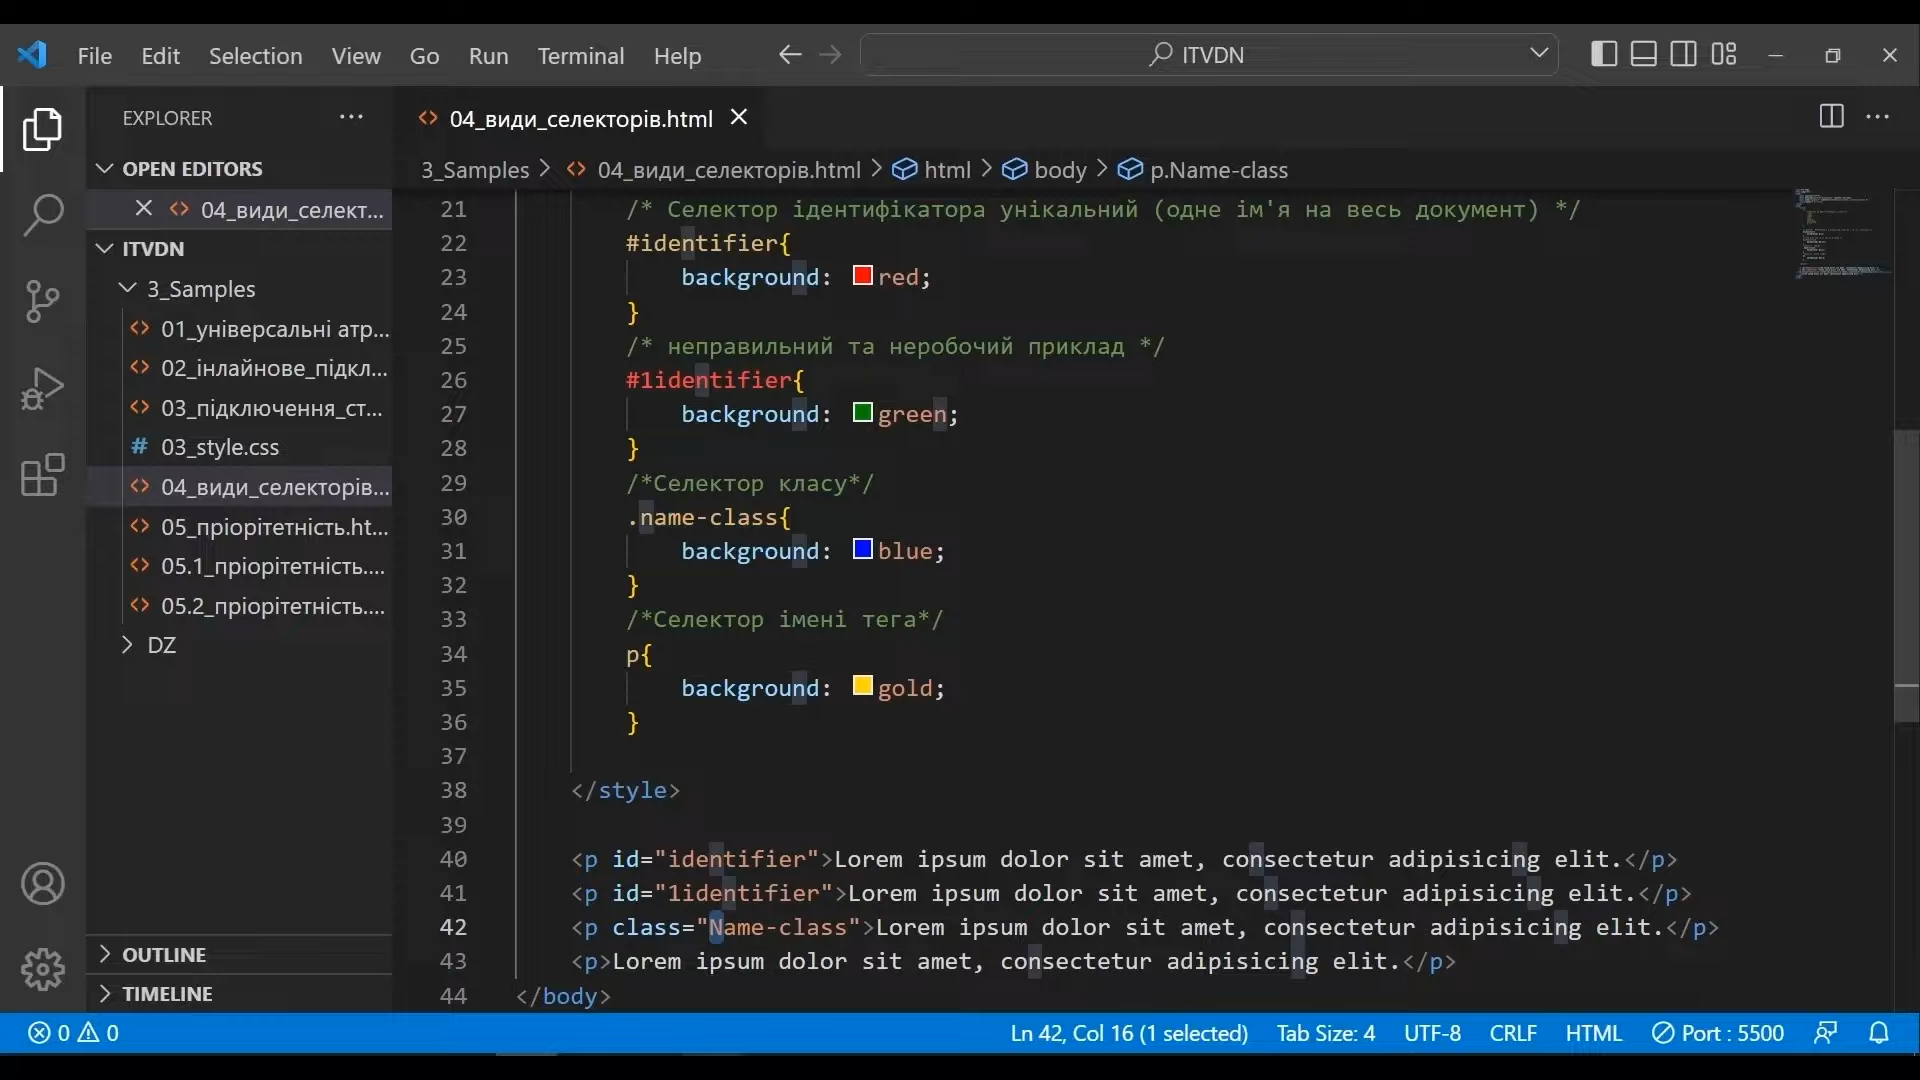 File Edit Selection View Go Run Terminal Help ITVDN
EXPLORER
04_види_селекторів.html
OPEN EDITORS
04_види_селект...
ITVDN
3_Samples
01_універсальні атр...
02_інлайнове_підкл...
03_підключення_ст...
03_style.css
04_види_селекторів...
05_пріорітетність.ht...
05.1_пріорітетність....
05.2_пріорітетність....
DZ
OUTLINE
TIMELINE
3_Samples > 04_види_селекторів.html > html > body > p.Name-class
21 /* Селектор ідентифікатора унікальний (одне ім'я на весь документ) */
22 #identifier{
23 background: red;
24 }
25 /* неправильний та неробочий приклад */
26 #1identifier{
27 background: green;
28 }
29 /*Селектор класу*/
30 .name-class{
31 background: blue;
32 }
33 /*Селектор імені тега*/
34 p{
35 background: gold;
36 }
37
38 </style>
39
40 <p id="identifier">Lorem ipsum dolor sit amet, consectetur adipisicing elit.</p>
41 <p id="1identifier">Lorem ipsum dolor sit amet, consectetur adipisicing elit.</p>
42 <p class="Name-class">Lorem ipsum dolor sit amet, consectetur adipisicing elit.</p>
43 <p>Lorem ipsum dolor sit amet, consectetur adipisicing elit.</p>
44 </body>
0 0 Ln 42, Col 16 (1 selected) Tab Size: 4 UTF-8 CRLF HTML Port : 5500